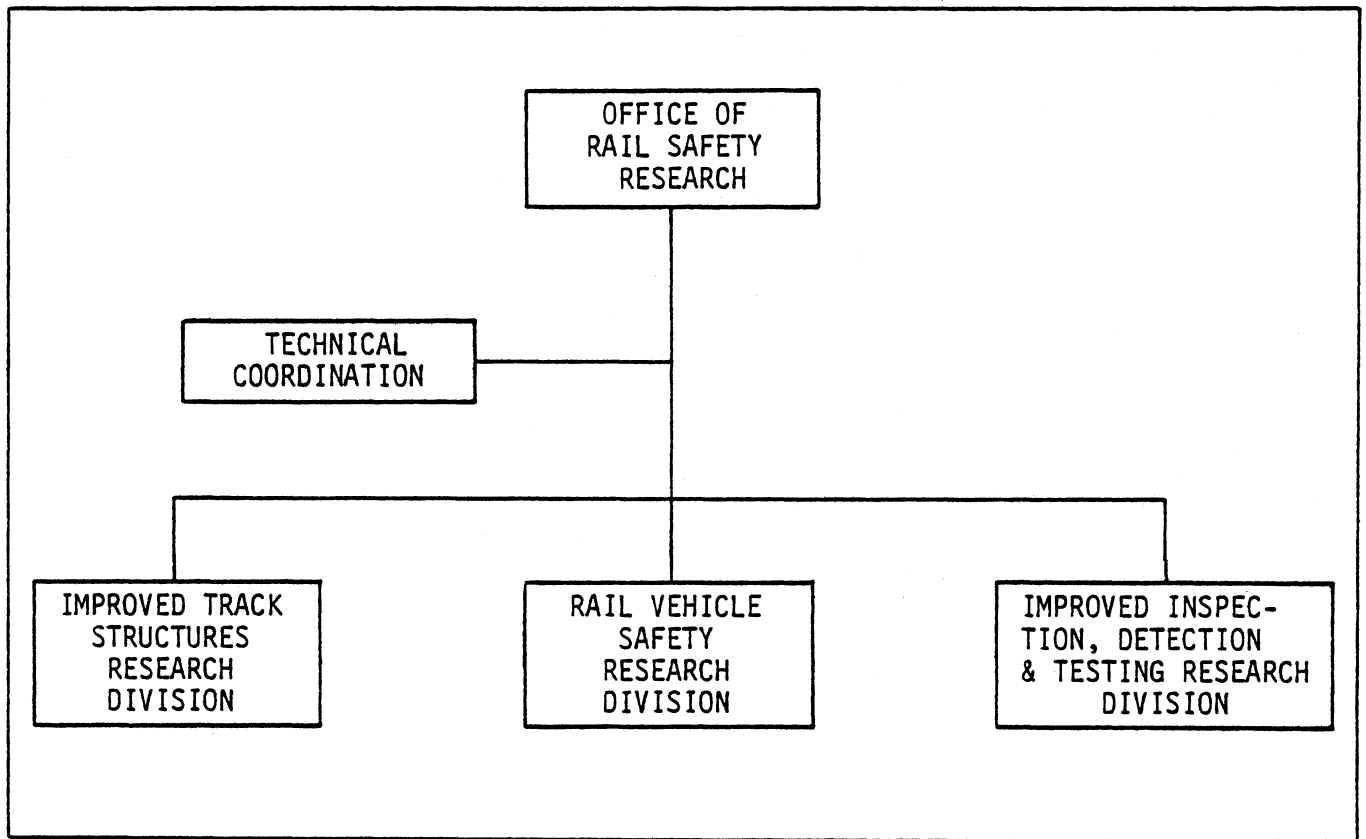 OFFICE OF
RAIL SAFETY
RESEARCH
TECHNICAL
COORDINATION
IMPROVED TRACK
STRUCTURES
RESEARCH
DIVISION
RAIL VEHICLE
SAFETY
RESEARCH
DIVISION
IMPROVED INSPEC-
TION, DETECTION
& TESTING RESEARCH
DIVISION